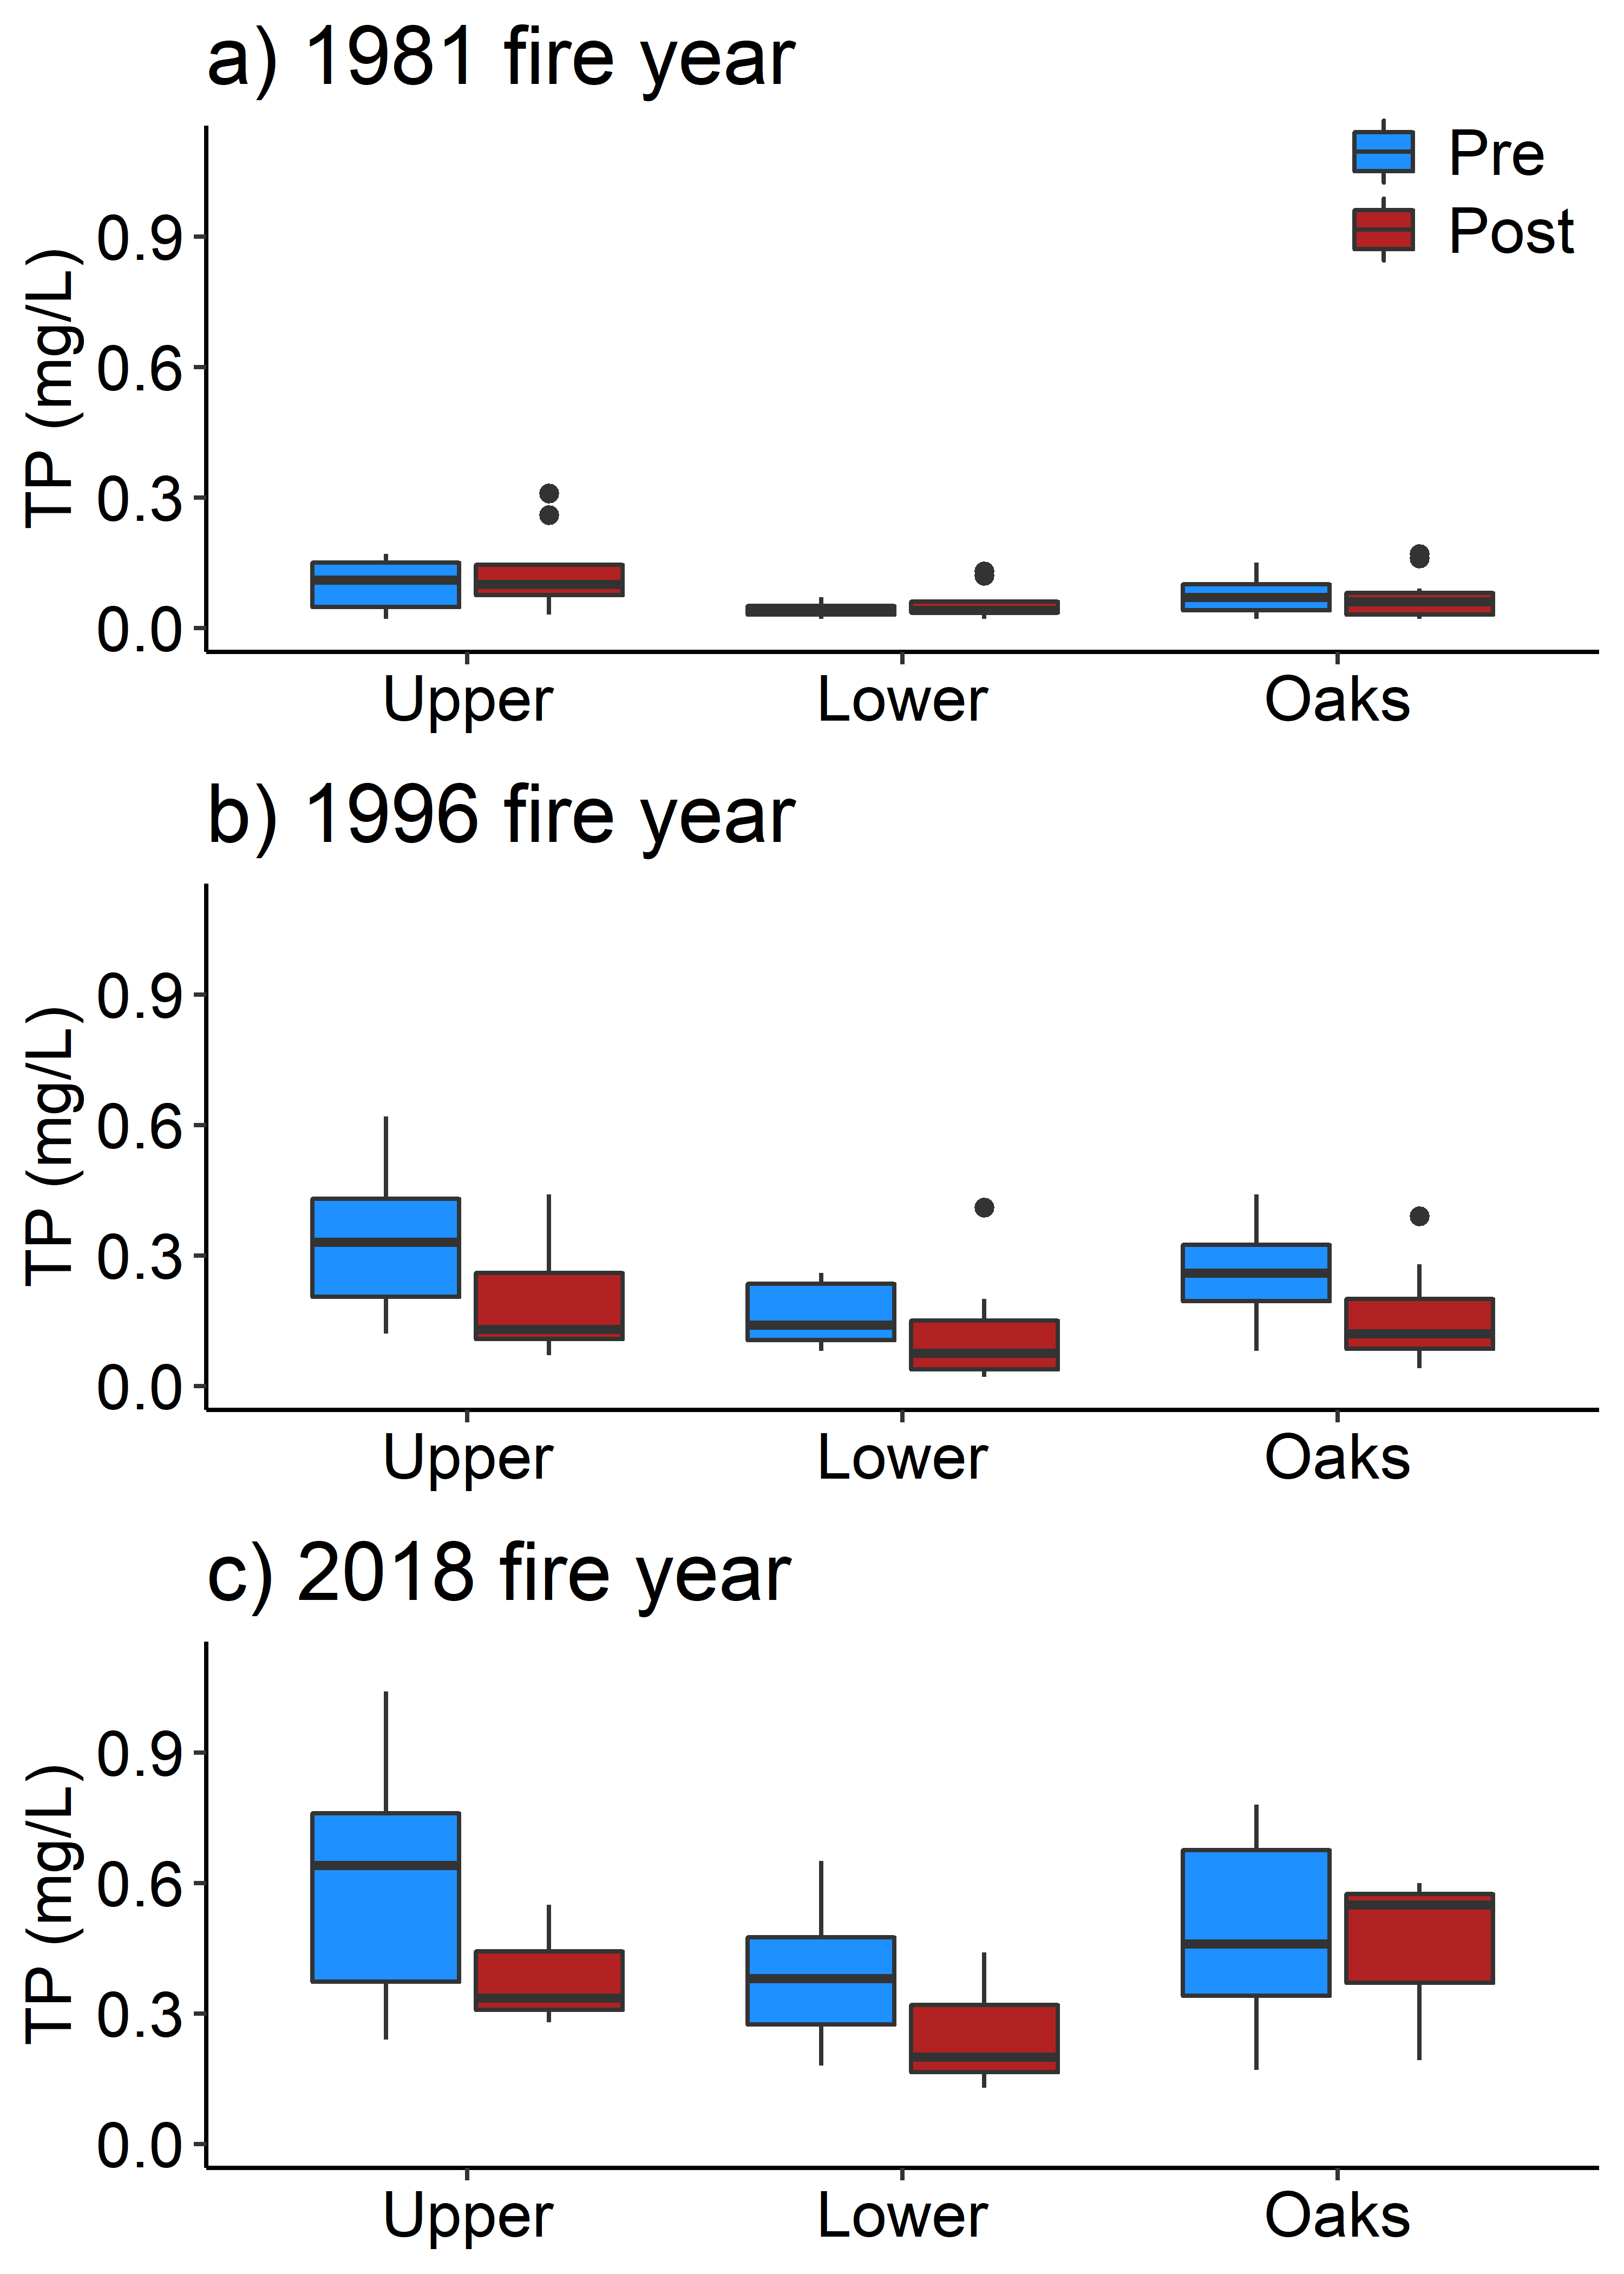 a) 1981 fire year
Pre
Post
TP (mg/L)
0.9
0.6
0.3
0.0
Upper
Lower
Oaks
b) 1996 fire year
TP (mg/L)
0.9
0.6
0.3
0.0
Upper
Lower
Oaks
c) 2018 fire year
TP (mg/L)
0.9
0.6
0.3
0.0
Upper
Lower
Oaks